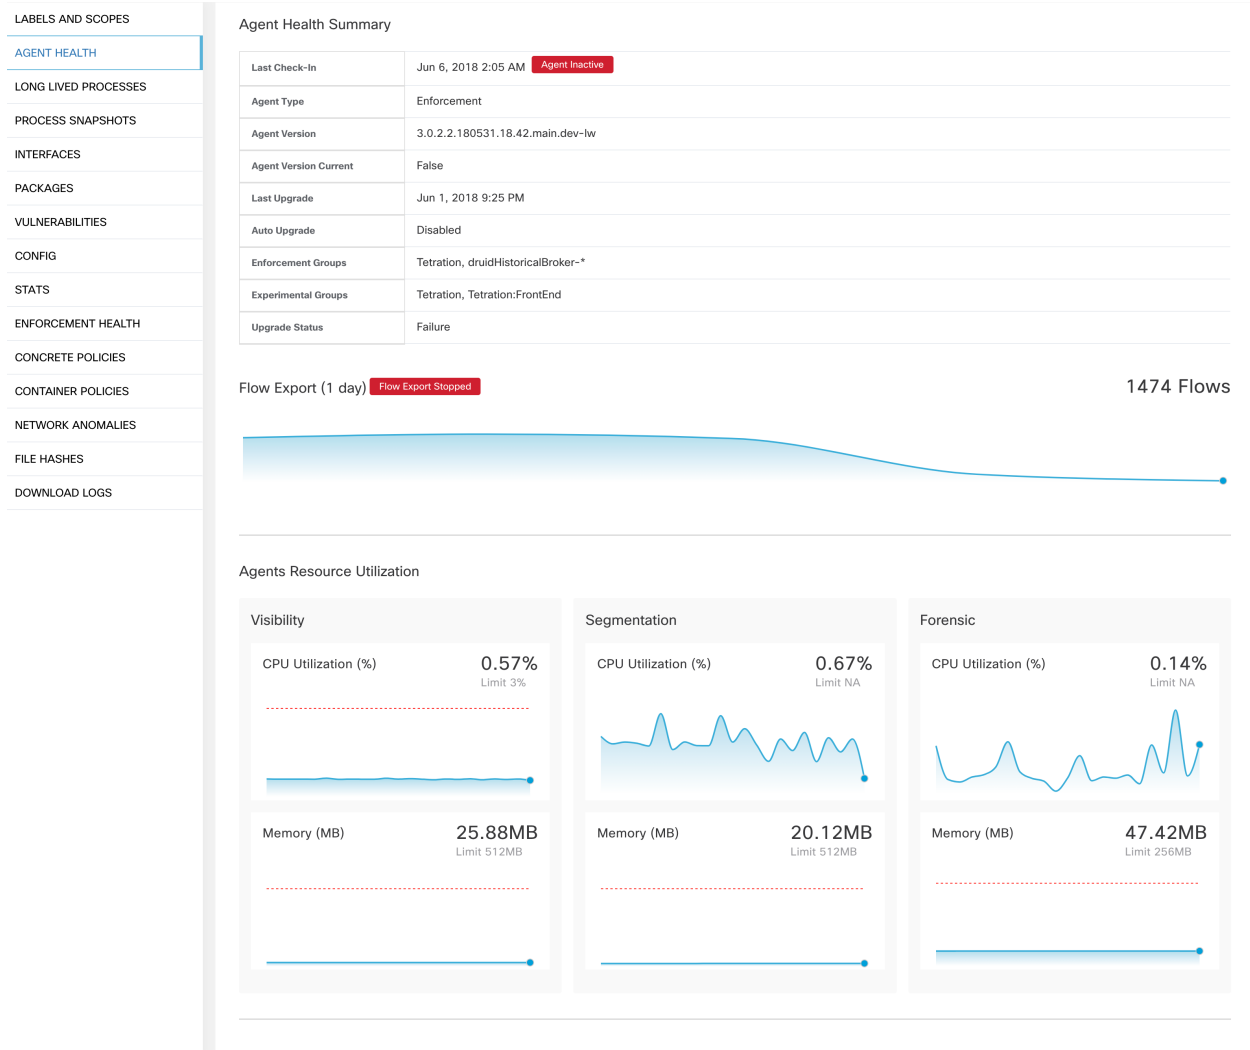 LABELS AND SCOPES
AGENT HEALTH
LONG LIVED PROCESSES
PROCESS SNAPSHOTS
INTERFACES
PACKAGES
VULNERABILITIES
CONFIG
STATS
ENFORCEMENT HEALTH
CONCRETE POLICIES
CONTAINER POLICIES
NETWORK ANOMALIES
FILE HASHES
DOWNLOAD LOGS
Agent Health Summary
Last Check-In Jun 6, 2018 2:05 AM Agent Inactive
Agent Type Enforcement
Agent Version 3.0.2.2.180531.18.42.main.dev-lw
Agent Version Current False
Last Upgrade Jun 1, 2018 9:25 PM
Auto Upgrade Disabled
Enforcement Groups Tetration, druidHistoricalBroker-*
Experimental Groups Tetration, Tetration:FrontEnd
Upgrade Status Failure
Flow Export (1 day) Flow Export Stopped 1474 Flows
Agents Resource Utilization
Visibility
CPU Utilization (%) 0.57%
Limit 3%
Memory (MB) 25.88MB
Limit 512MB
Segmentation
CPU Utilization (%) 0.67%
Limit NA
Memory (MB) 20.12MB
Limit 512MB
Forensic
CPU Utilization (%) 0.14%
Limit NA
Memory (MB) 47.42MB
Limit 256MB